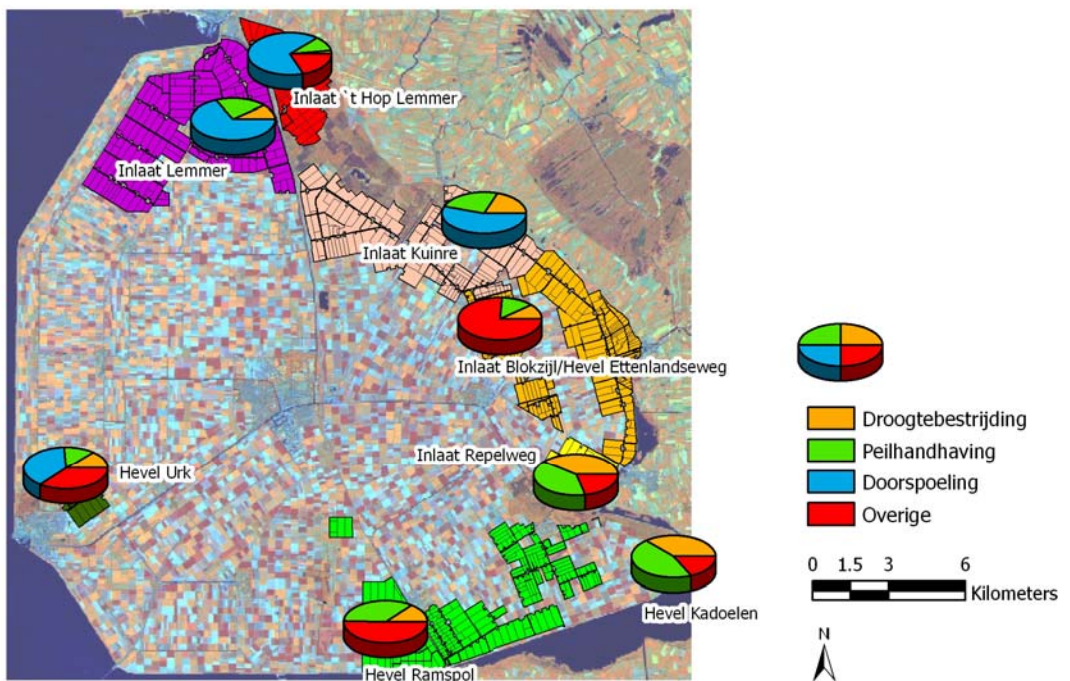 Inlaat `t Hop Lemmer
Inlaat Lemmer
Inlaat Kuinre
Inlaat Blokzijl/Hevel Ettenlandseweg
Inlaat Repelweg
Hevel Urk
Hevel Kadoelen
Hevel Ramspol
Droogtebestrijding
Peilhandhaving
Doorspoeling
Overige
0 1.5 3 6
Kilometers
N